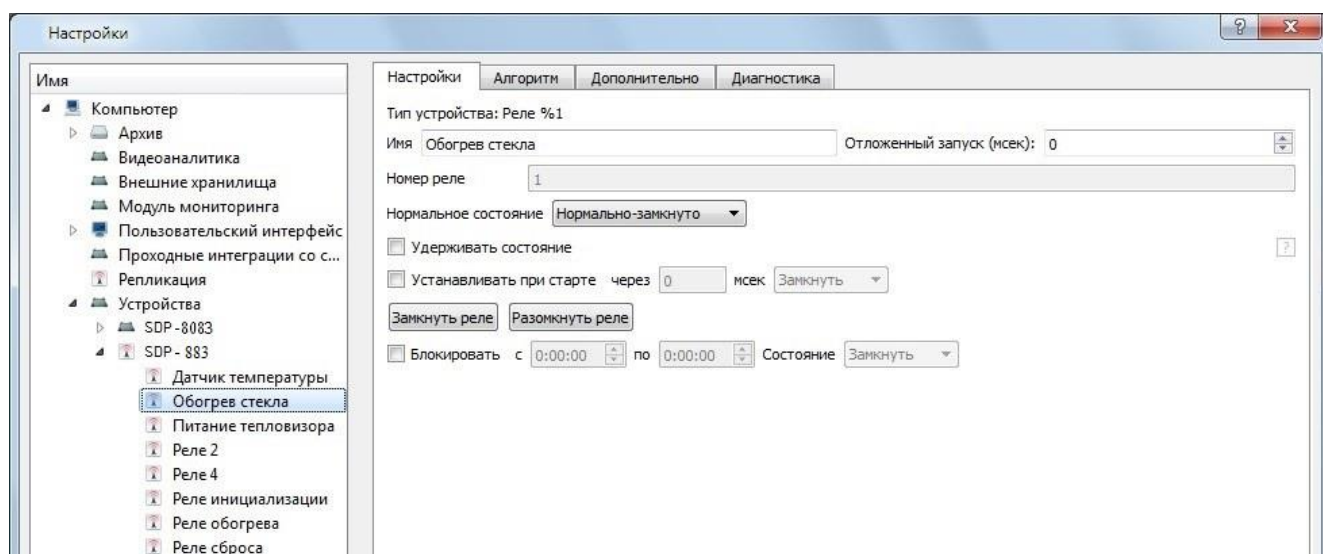 Настройки
Имя
Компьютер
Архив
Видеоаналитика
Внешние хранилища
Модуль мониторинга
Пользовательский интерфейс
Проходные интеграции со с...
Репликация
Устройства
SDP-8083
SDP- 883
Датчик температуры
Обогрев стекла
Питание тепловизора
Реле 2
Реле 4
Реле инициализации
Реле обогрева
Реле сброса
Настройки Алгоритм Дополнительно Диагностика
Тип устройства: Реле %1
Имя Обогрев стекла Отложенный запуск (мсек): 0
Номер реле 1
Нормальное состояние Нормально-замкнуто
Удерживать состояние ?
Устанавливать при старте через 0 мсек Замкнуть
Замкнуть реле Разомкнуть реле
Блокировать с 0:00:00 по 0:00:00 Состояние Замкнуть